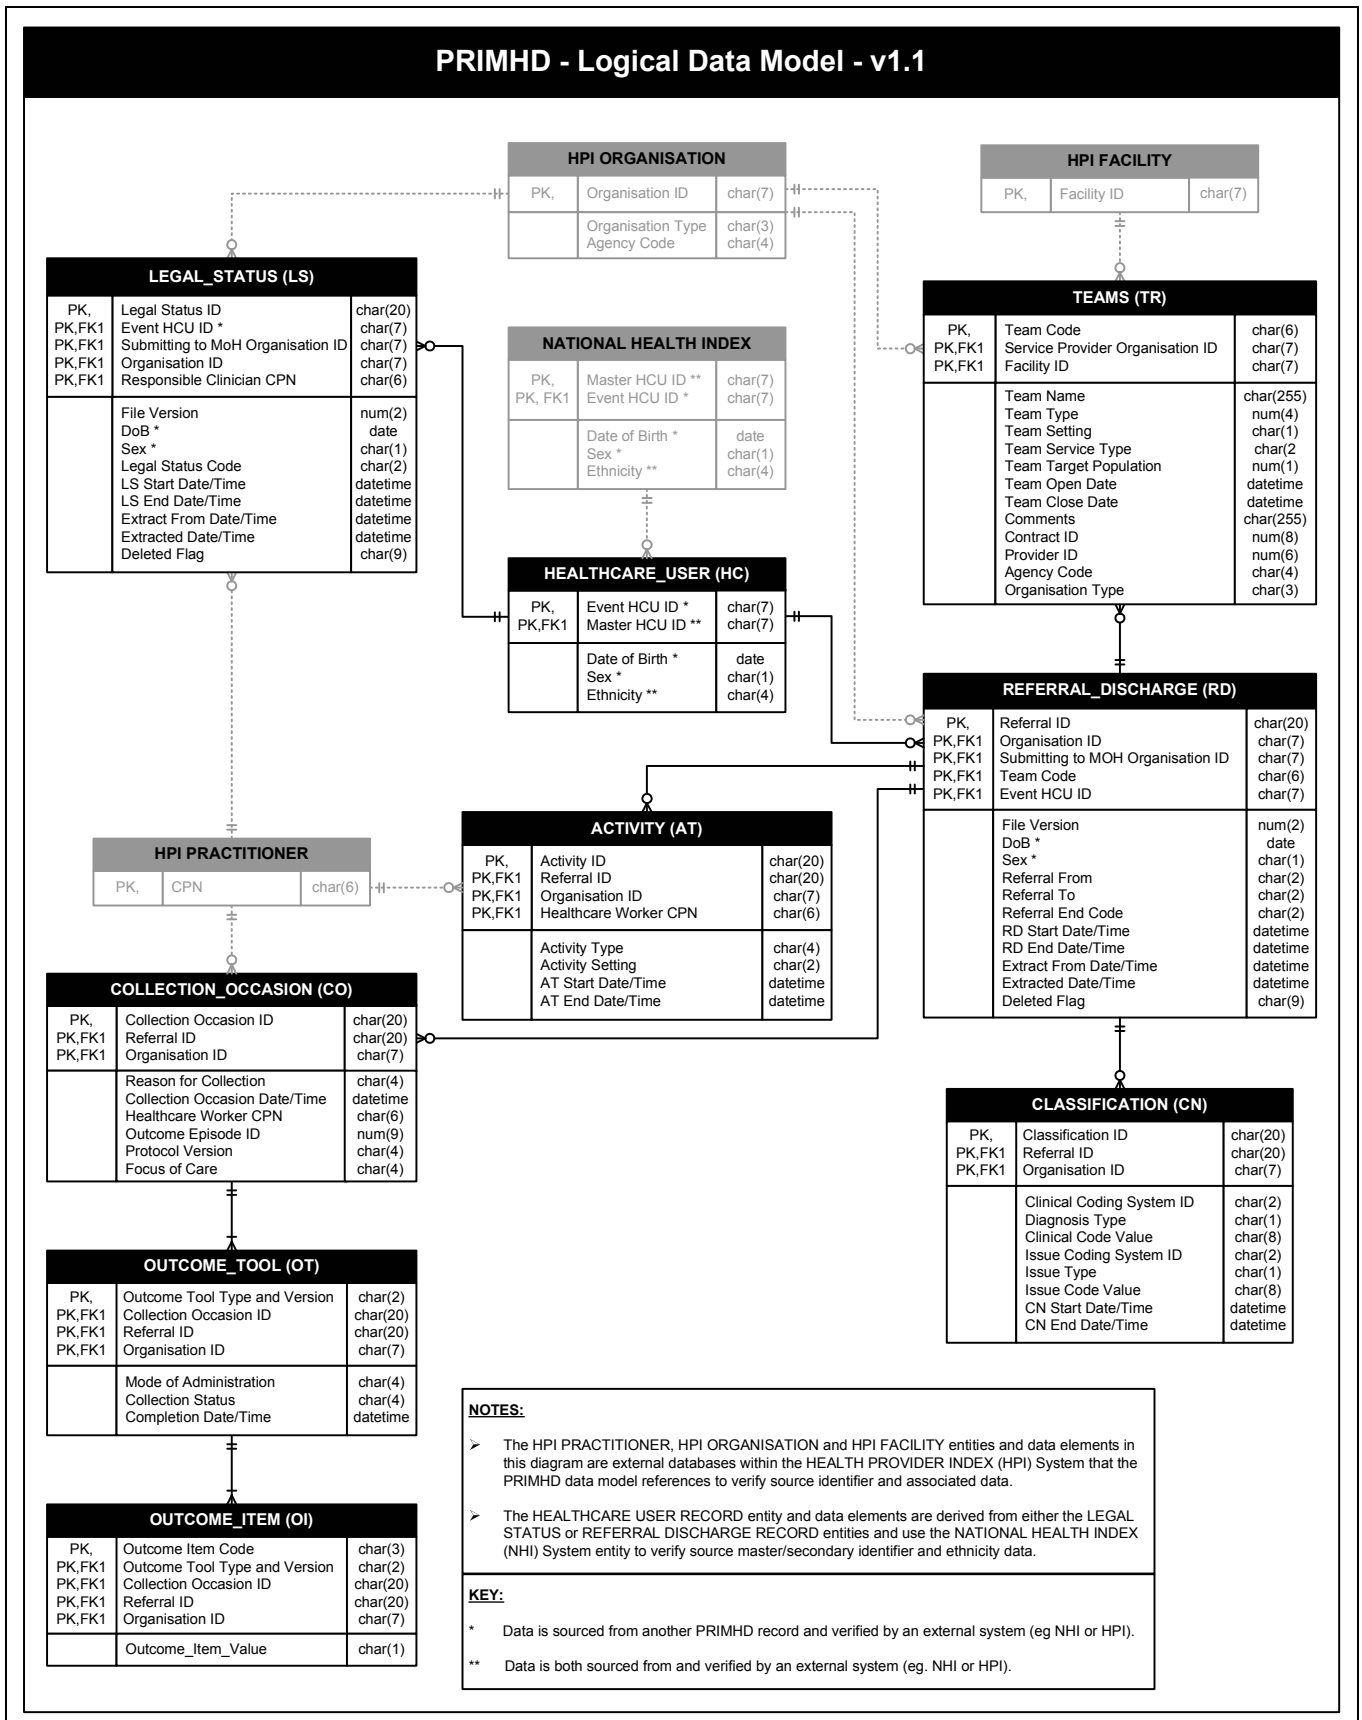 PRIMHD - Logical Data Model - v1.1
HPI ORGANISATION
PK, Organisation ID char(7)
Organisation Type char(3)
Agency Code char(4)
HPI FACILITY
PK, Facility ID char(7)
LEGAL_STATUS (LS)
PK, Legal Status ID char(20)
PK,FK1 Event HCU ID * char(7)
PK,FK1 Submitting to MoH Organisation ID char(7)
PK,FK1 Organisation ID char(7)
PK,FK1 Responsible Clinician CPN char(6)
File Version num(2)
DoB * date
Sex * char(1)
Legal Status Code char(2)
LS Start Date/Time datetime
LS End Date/Time datetime
Extract From Date/Time datetime
Extracted Date/Time datetime
Deleted Flag char(9)
NATIONAL HEALTH INDEX
PK, Master HCU ID ** char(7)
PK, FK1 Event HCU ID * char(7)
Date of Birth * date
Sex * char(1)
Ethnicity ** char(4)
TEAMS (TR)
PK, Team Code char(6)
PK,FK1 Service Provider Organisation ID char(7)
PK,FK1 Facility ID char(7)
Team Name char(255)
Team Type num(4)
Team Setting char(1)
Team Service Type char(2
Team Target Population num(1)
Team Open Date datetime
Team Close Date datetime
Comments char(255)
Contract ID num(8)
Provider ID num(6)
Agency Code char(4)
Organisation Type char(3)
HEALTHCARE_USER (HC)
PK, Event HCU ID * char(7)
PK,FK1 Master HCU ID ** char(7)
Date of Birth * date
Sex * char(1)
Ethnicity ** char(4)
REFERRAL_DISCHARGE (RD)
PK, Referral ID char(20)
PK,FK1 Organisation ID char(7)
PK,FK1 Submitting to MOH Organisation ID char(7)
PK,FK1 Team Code char(6)
PK,FK1 Event HCU ID char(7)
File Version num(2)
DoB * date
Sex * char(1)
Referral From char(2)
Referral To char(2)
Referral End Code char(2)
RD Start Date/Time datetime
RD End Date/Time datetime
Extract From Date/Time datetime
Extracted Date/Time datetime
Deleted Flag char(9)
HPI PRACTITIONER
PK, CPN char(6)
ACTIVITY (AT)
PK, Activity ID char(20)
PK,FK1 Referral ID char(20)
PK,FK1 Organisation ID char(7)
PK,FK1 Healthcare Worker CPN char(6)
Activity Type char(4)
Activity Setting char(2)
AT Start Date/Time datetime
AT End Date/Time datetime
COLLECTION_OCCASION (CO)
PK, Collection Occasion ID char(20)
PK,FK1 Referral ID char(20)
PK,FK1 Organisation ID char(7)
Reason for Collection char(4)
Collection Occasion Date/Time datetime
Healthcare Worker CPN char(6)
Outcome Episode ID num(9)
Protocol Version char(4)
Focus of Care char(4)
CLASSIFICATION (CN)
PK, Classification ID char(20)
PK,FK1 Referral ID char(20)
PK,FK1 Organisation ID char(7)
Clinical Coding System ID char(2)
Diagnosis Type char(1)
Clinical Code Value char(8)
Issue Coding System ID char(2)
Issue Type char(1)
Issue Code Value char(8)
CN Start Date/Time datetime
CN End Date/Time datetime
OUTCOME_TOOL (OT)
PK, Outcome Tool Type and Version char(2)
PK,FK1 Collection Occasion ID char(20)
PK,FK1 Referral ID char(20)
PK,FK1 Organisation ID char(7)
Mode of Administration char(4)
Collection Status char(4)
Completion Date/Time datetime
OUTCOME_ITEM (OI)
PK, Outcome Item Code char(3)
PK,FK1 Outcome Tool Type and Version char(2)
PK,FK1 Collection Occasion ID char(20)
PK,FK1 Referral ID char(20)
PK,FK1 Organisation ID char(7)
Outcome_Item_Value char(1)
NOTES:
➢ The HPI PRACTITIONER, HPI ORGANISATION and HPI FACILITY entities and data elements in
this diagram are external databases within the HEALTH PROVIDER INDEX (HPI) System that the
PRIMHD data model references to verify source identifier and associated data.
➢ The HEALTHCARE USER RECORD entity and data elements are derived from either the LEGAL
STATUS or REFERRAL DISCHARGE RECORD entities and use the NATIONAL HEALTH INDEX
(NHI) System entity to verify source master/secondary identifier and ethnicity data.
KEY:
* Data is sourced from another PRIMHD record and verified by an external system (eg NHI or HPI).
** Data is both sourced from and verified by an external system (eg. NHI or HPI).